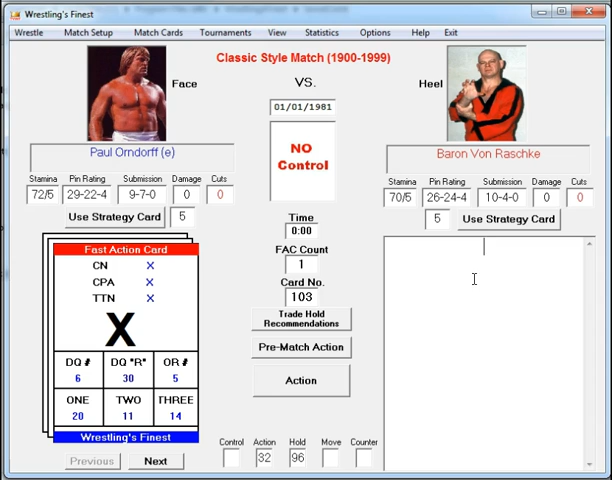 Wrestling's Finest
Wrestle Match Setup Match Cards Tournaments View Statistics Options Help Exit
Classic Style Match (1900-1999)
Face
VS.
Heel
01/01/1981
NO
Control
Paul Orndorff (e)
Baron Von Raschke
Stamina Pin Rating Submission Damage Cuts
72/5 29-22-4 9-7-0 0 0
Stamina Pin Rating Submission Damage Cuts
70/5 26-24-4 10-4-0 0 0
Use Strategy Card 5
5 Use Strategy Card
Time
0:00
FAC Count
1
Card No.
103
Trade Hold
Recommendations
Pre-Match Action
Action
Fast Action Card
CN X
CPA X
TTN X
X
DQ # DQ "R" OR #
6 30 5
ONE TWO THREE
20 11 14
Wrestling's Finest
Previous Next
Control Action Hold Move Counter
32 96